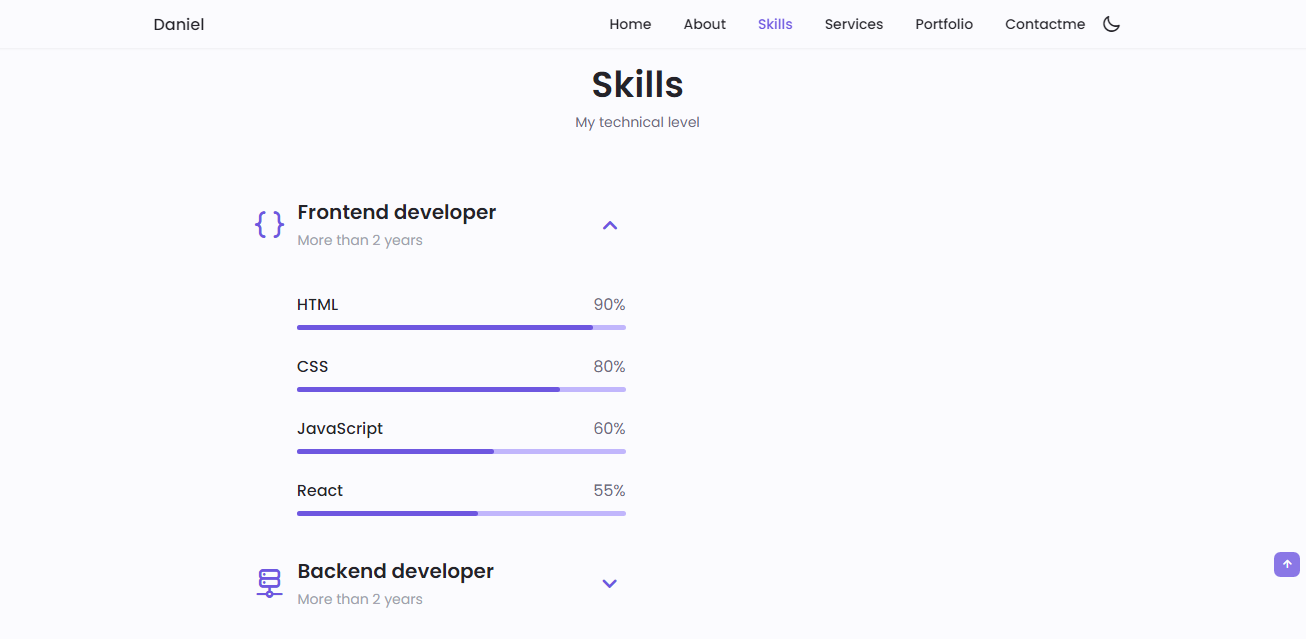 Daniel Home About Skills Services Portfolio Contactme
Skills
My technical level
Frontend developer
More than 2 years
HTML 90%
CSS 80%
JavaScript 60%
React 55%
Backend developer
More than 2 years